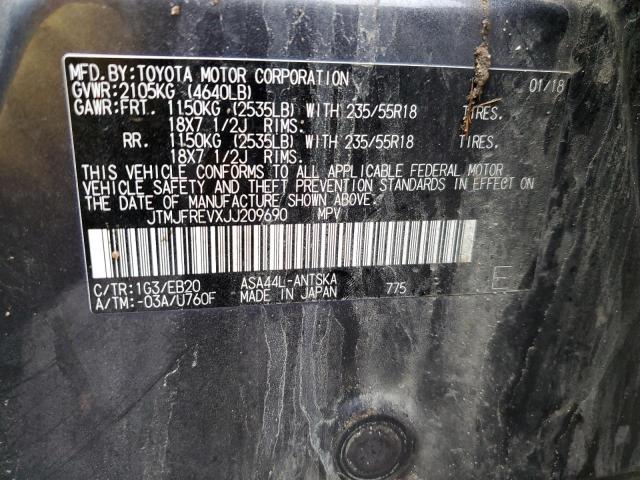 MFD.BY:TOYOTA MOTOR CORPORATION 01/18
GVWR:2105KG (4640LB)
GAWR:FRT. 1150KG (2535LB) WITH 235/55R18 TIRES.
18X7 1/2J RIMS.
RR. 1150KG (2535LB) WITH 235/55R18 TIRES.
18X7 1/2J RIMS.
THIS VEHICLE CONFORMS TO ALL APPLICABLE FEDERAL MOTOR
VEHICLE SAFETY AND THEFT PREVENTION STANDARDS IN EFFECT ON
THE DATE OF MANUFACTURE SHOWN ABOVE.
JTMJFREVXJJ209690 MPV
C/TR:1G3/EB20 ASA44L-ANTSKA 775 E
A/TM:-03A/U760F MADE IN JAPAN